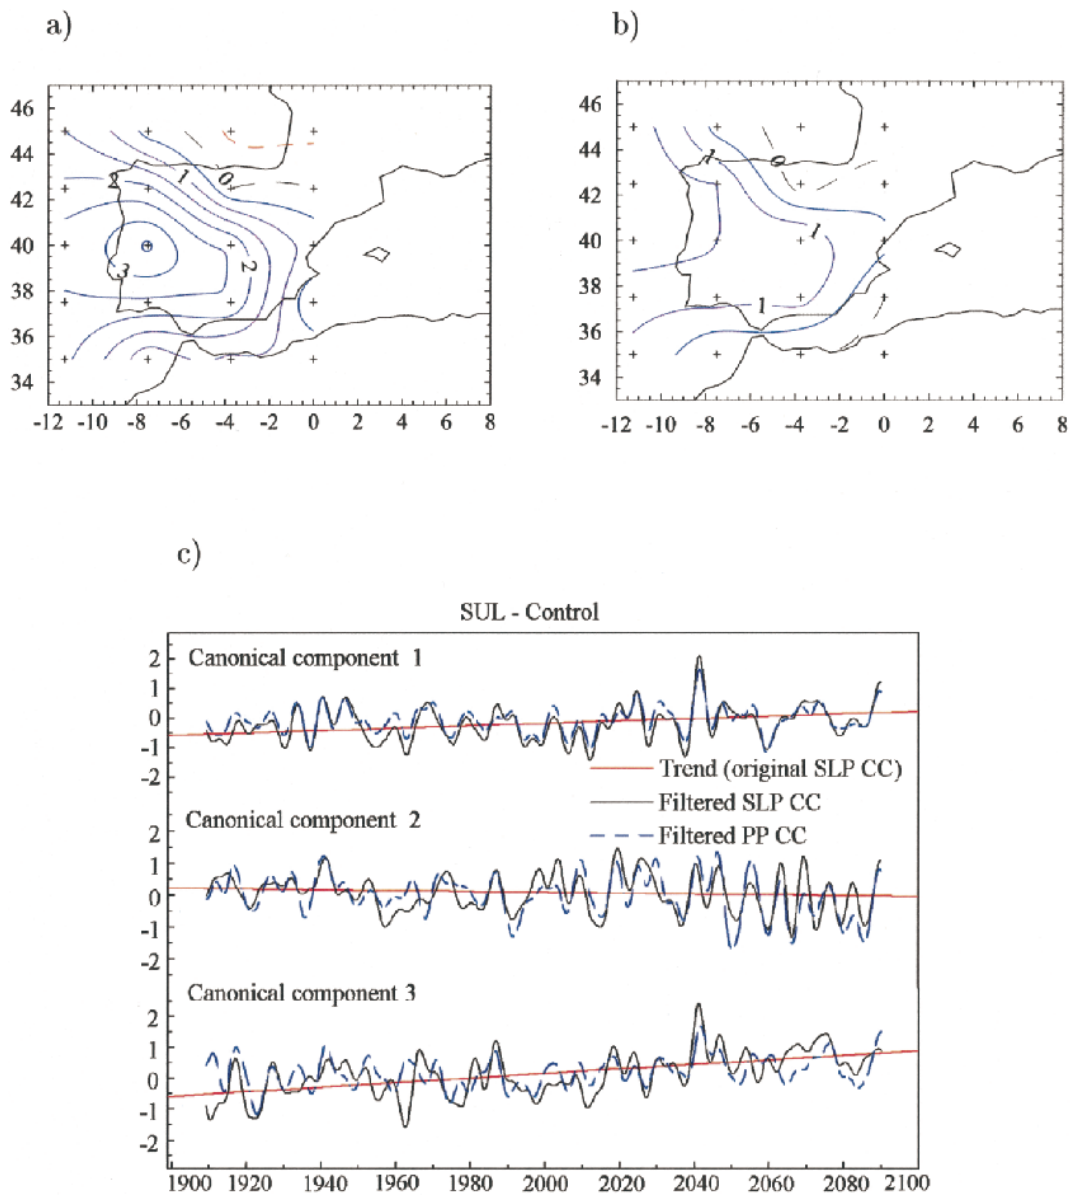 a) b)
46 46
44 44
42 42
40 40
38 38
36 36
34 34
1 0 2 3 2
1 0 1 1
-12 -10 -8 -6 -4 -2 0 2 4 6 8
-12 -10 -8 -6 -4 -2 0 2 4 6 8
c)
SUL - Control
Canonical component 1
2
1
0
-1
-2
Trend (original SLP CC)
Filtered SLP CC
Filtered PP CC
Canonical component 2
2
1
0
-1
-2
Canonical component 3
2
1
0
-1
-2
1900 1920 1940 1960 1980 2000 2020 2040 2060 2080 2100